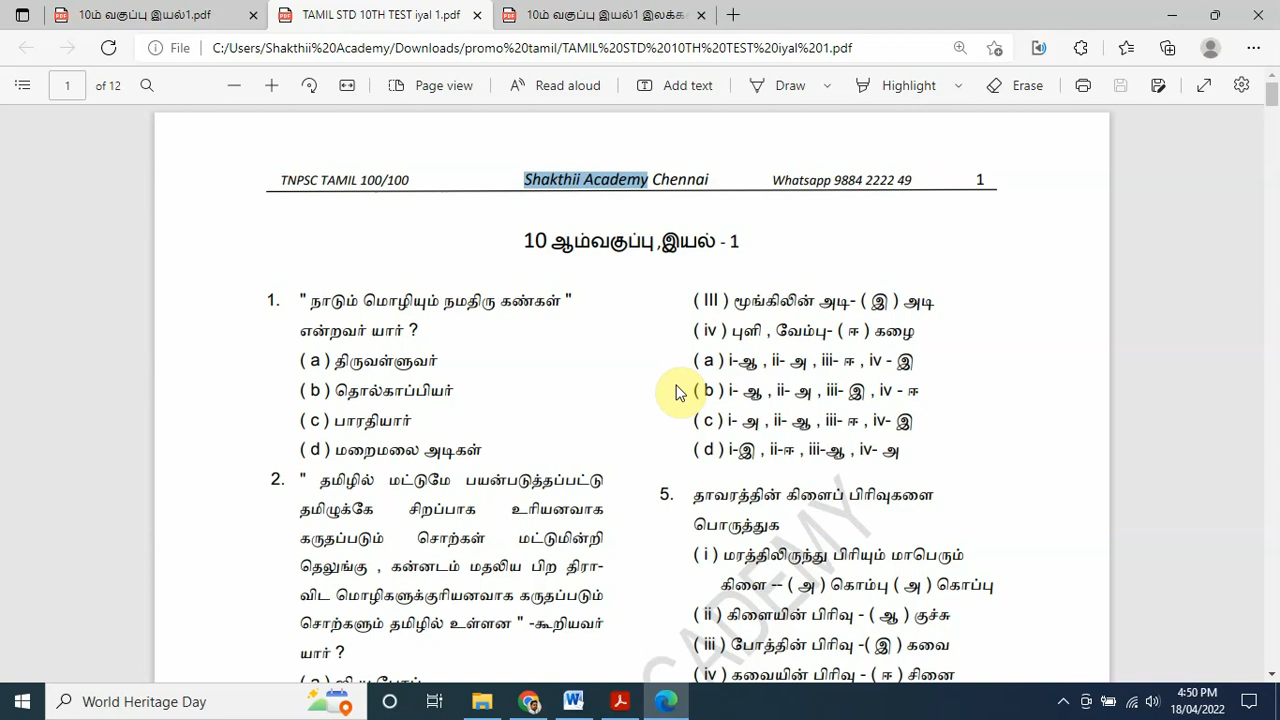 10ம் வகுப்பு இயல்1.pdf
TAMIL STD 10TH TEST iyal 1.pdf
10ம் வகுப்பு இயல்1 இலக்க
File
C:/Users/Shakthii%20Academy/Downloads/promo%20tamil/TAMIL%20STD%2010TH%20TEST%20iyal%201.pdf
1 of 12
Page view
Read aloud
Add text
Draw
Highlight
Erase
TNPSC TAMIL 100/100 Shakthii Academy Chennai Whatsapp 9884 2222 49 1
10 ஆம்வகுப்பு ,இயல் - 1
1. " நாடும் மொழியும் நமதிரு கண்கள் "
என்றவர் யார் ?
( a ) திருவள்ளுவர்
( b ) தொல்காப்பியர்
( c ) பாரதியார்
( d ) மறைமலை அடிகள்
2. " தமிழில் மட்டுமே பயன்படுத்தப்பட்டு
தமிழுக்கே சிறப்பாக உரியனவாக
கருதப்படும் சொற்கள் மட்டுமின்றி
தெலுங்கு , கன்னடம் மதலிய பிற திரா-
விட மொழிகளுக்குரியனவாக கருதப்படும்
சொற்களும் தமிழில் உள்ளன " -கூறியவர்
யார் ?
( III ) மூங்கிலின் அடி- ( இ ) அடி
( iv ) புளி , வேம்பு- ( ஈ ) கழை
( a ) i-ஆ , ii- அ , iii- ஈ , iv - இ
( b ) i- ஆ , ii- அ , iii- இ , iv - ஈ
( c ) i- அ , ii- ஆ , iii- ஈ , iv- இ
( d ) i-இ , ii-ஈ , iii-ஆ , iv- அ
5. தாவரத்தின் கிளைப் பிரிவுகளை
பொருத்துக
( i ) மரத்திலிருந்து பிரியும் மாபெரும்
கிளை -- ( அ ) கொம்பு ( அ ) கொப்பு
( ii ) கிளையின் பிரிவு - ( ஆ ) குச்சு
( iii ) போத்தின் பிரிவு -( இ ) கவை
( iv ) கவையின் பிரிவு - ( ஈ ) சினை
CADEMY
World Heritage Day
4:50 PM
18/04/2022